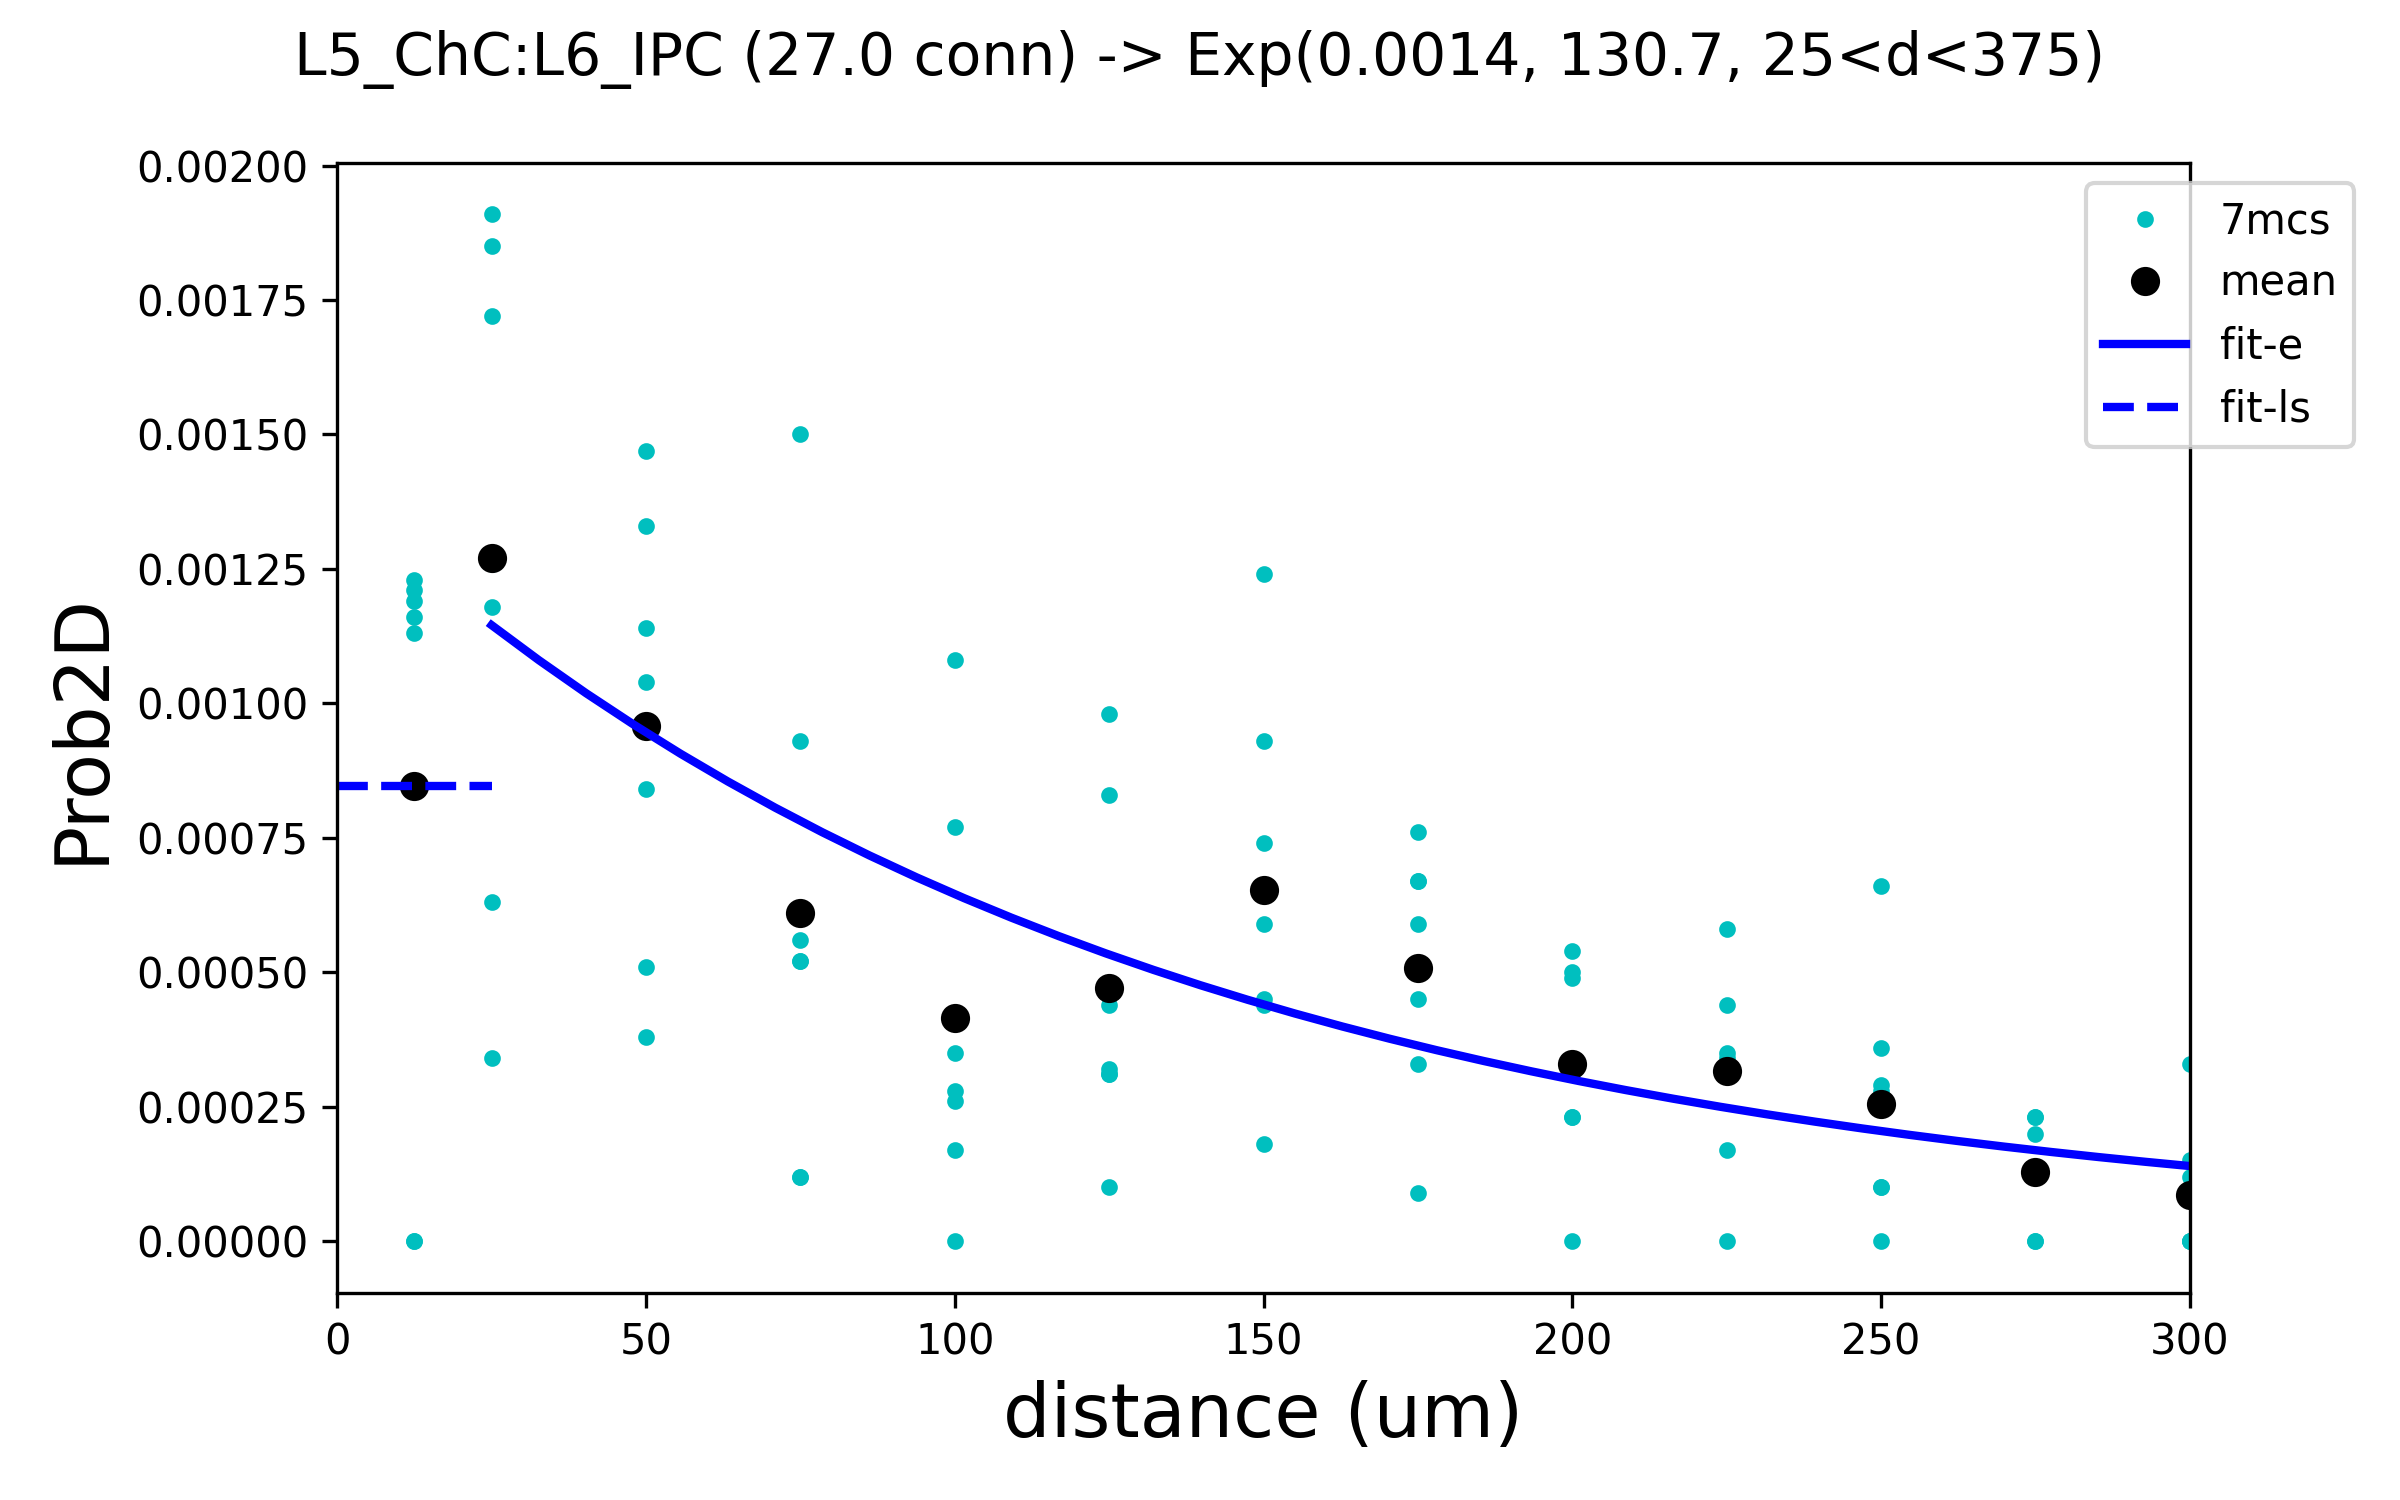 L5_ChC:L6_IPC (27.0 conn) -> Exp(0.0014, 130.7, 25<d<375)
0.00200
0.00175
0.00150
0.00125
0.00100
0.00075
0.00050
0.00025
0.00000
Prob2D
7mcs
mean
fit-e
fit-ls
0 50 100 150 200 250 300
distance (um)